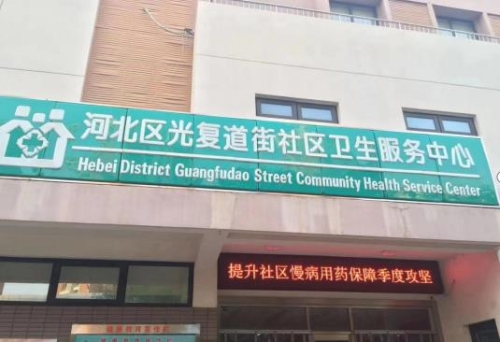 河北区光复道街社区卫生服务中心
Hebei District Guangfudao Street Community Health Service Center
提升社区慢病用药保障季度攻坚